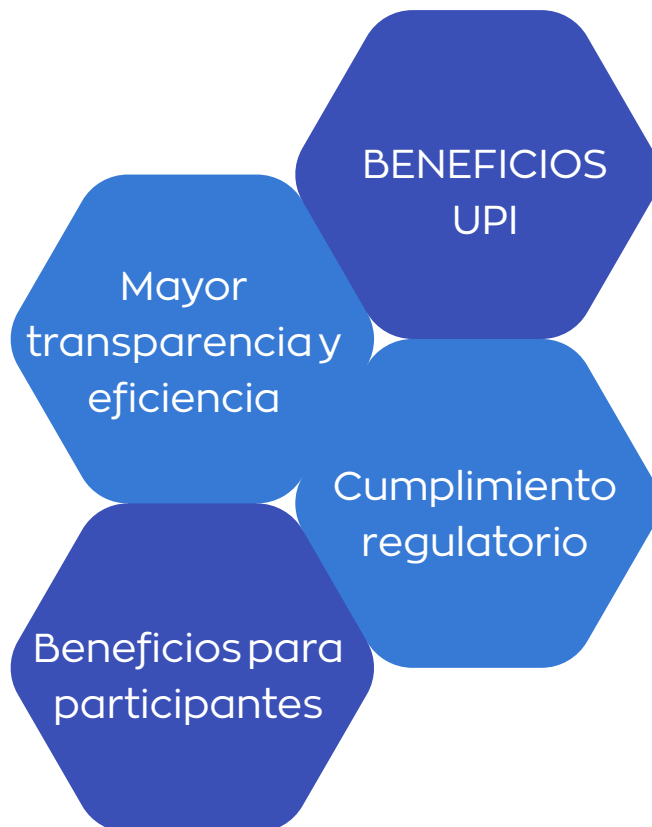 BENEFICIOS
UPI
Mayor
transparencia y
eficiencia
Cumplimiento
regulatorio
Beneficios para
participantes